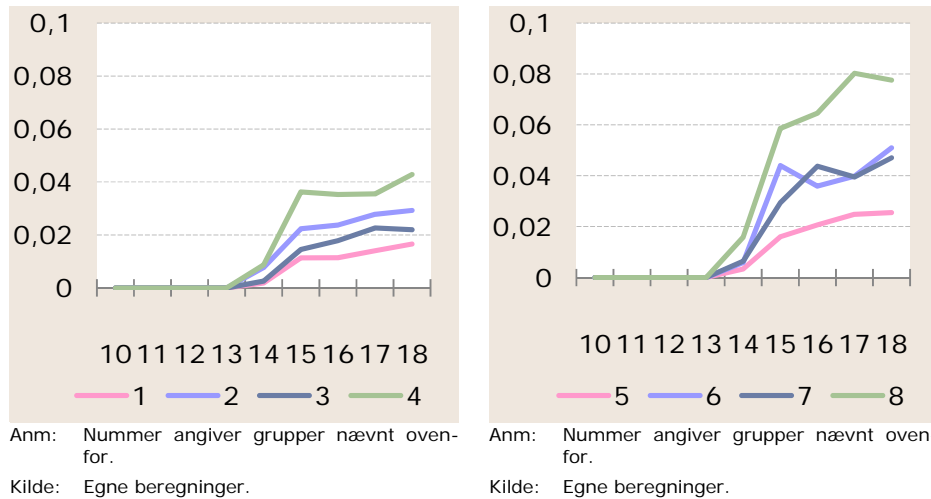 0,1
0,08
0,06
0,04
0,02
0
10 11 12 13 14 15 16 17 18
1 2 3 4
Anm: Nummer angiver grupper nævnt oven-
for.
Kilde: Egne beregninger.
0,1
0,08
0,06
0,04
0,02
0
10 11 12 13 14 15 16 17 18
5 6 7 8
Anm: Nummer angiver grupper nævnt oven
for.
Kilde: Egne beregninger.